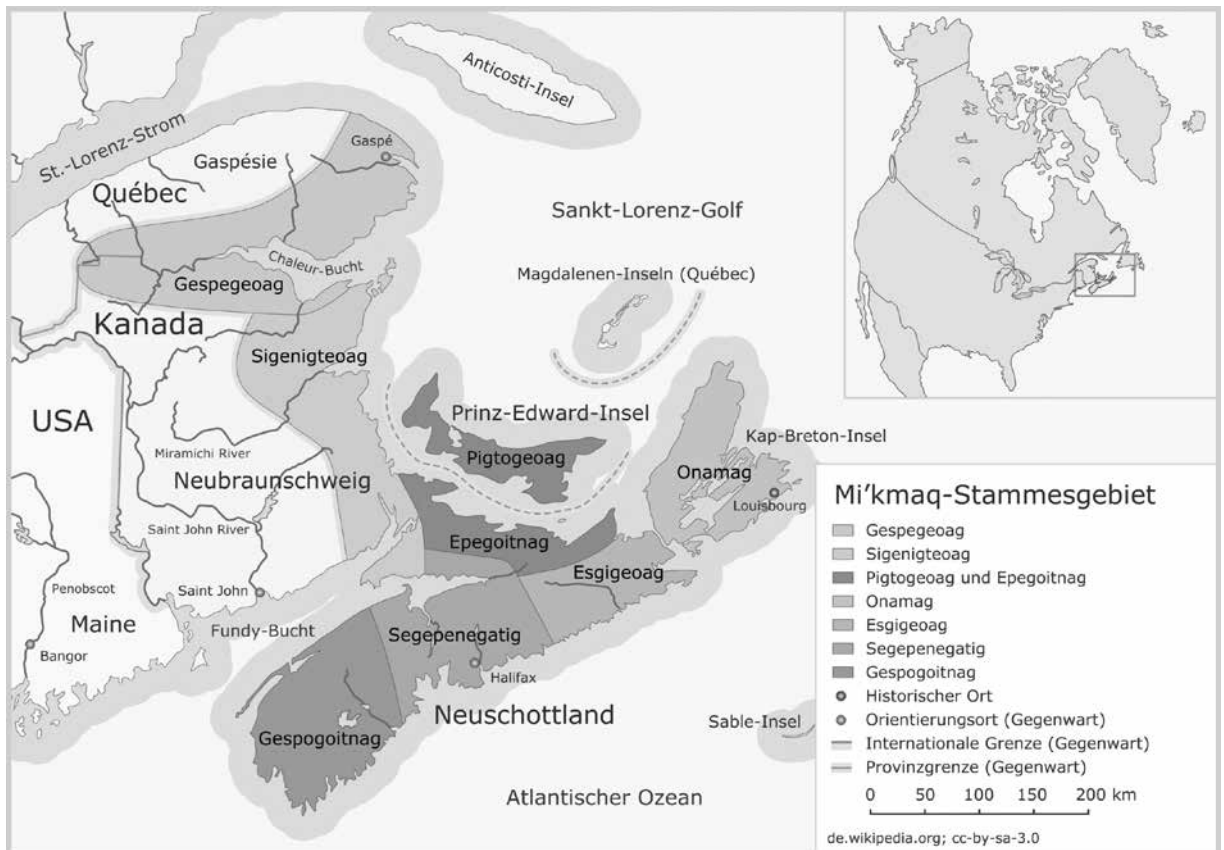 Anticosti-Insel
St.-Lorenz-Strom
Gaspé
Gaspésie
Québec
Sankt-Lorenz-Golf
Chaleur-Bucht
Magdalenen-Inseln (Québec)
Gespegeoag
Kanada
Sigenigteoag
USA
Prinz-Edward-Insel
Kap-Breton-Insel
Miramichi River
Pigtogeoag
Onamag
Neubraunschweig
Louisbourg
Saint John River
Epegoitnag
Esgigeoag
Penobscot
Saint John
Maine
Fundy-Bucht
Segepenegatig
Bangor
Halifax
Neuschottland
Sable-Insel
Gespogoitnag
Atlantischer Ozean
Mi'kmaq-Stammesgebiet
Gespegeoag
Sigenigteoag
Pigtogeoag und Epegoitnag
Onamag
Esgigeoag
Segepenegatig
Gespogoitnag
Historischer Ort
Orientierungsort (Gegenwart)
Internationale Grenze (Gegenwart)
Provinzgrenze (Gegenwart)
0 50 100 150 200 km
de.wikipedia.org; cc-by-sa-3.0